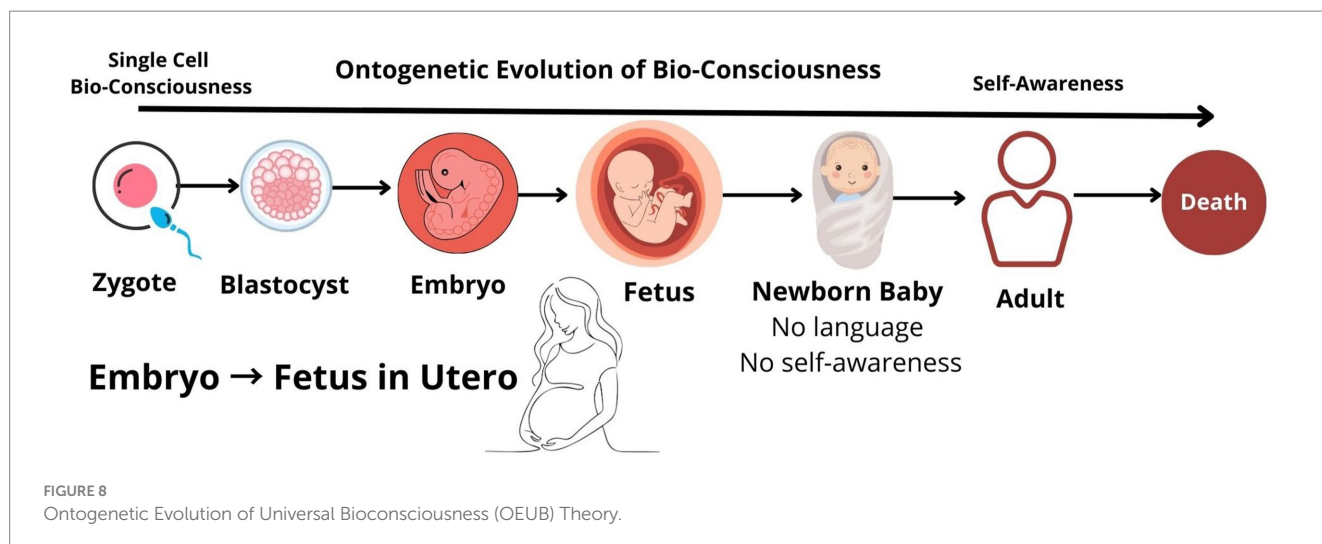 Single Cell
Bio-Consciousness
Ontogenetic Evolution of Bio-Consciousness
Self-Awareness
Zygote
Blastocyst
Embryo
Fetus
Newborn Baby
No language
No self-awareness
Adult
Death
Embryo → Fetus in Utero
FIGURE 8
Ontogenetic Evolution of Universal Bioconsciousness (OEUB) Theory.